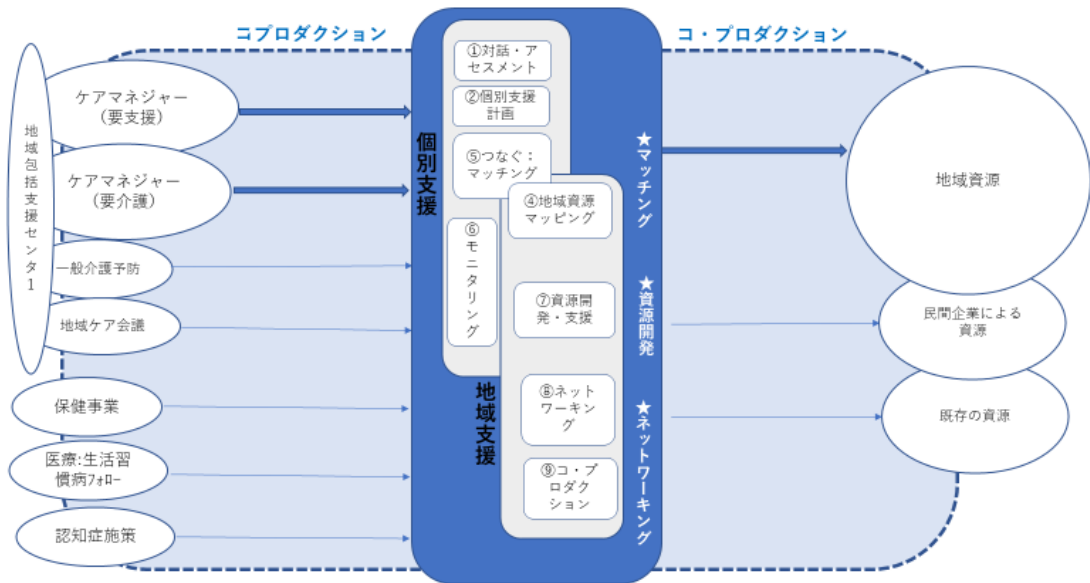 コプロダクション
コ・プロダクション
地域包括支援センタ1
ケアマネジャー
（要支援）
ケアマネジャー
（要介護）
一般介護予防
地域ケア会議
保健事業
医療:生活習
慣病ﾌｫﾛｰ
認知症施策
個別支援
①対話・ア
セスメント
②個別支援
計画
⑤つなぐ：
マッチング
④地域資源
マッピング
⑥モニタリング
⑦資源開
発・支援
地域支援
⑧ネット
ワーキン
グ
⑨コ・プ
ロダク
ション
★マッチング
★資源開発
★ネットワーキング
地域資源
民間企業による
資源
既存の資源